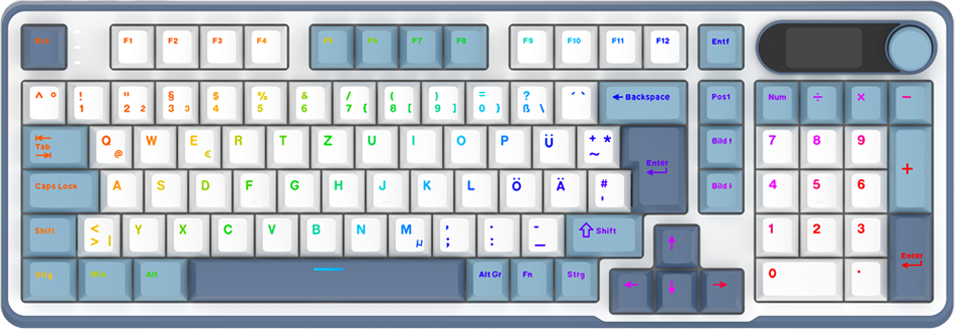 Esc F1 F2 F3 F4 F5 F6 F7 F8 F9 F10 F11 F12 Entf
^ ° ! " § $ % & / ( ) = ? ´ ` ← Backspace Pos1 Num ÷ × −
1 2 2 3 3 4 5 6 7 { 8 [ 9 ] 0 } ß \
Tab Q @ W E € R T Z U I O P Ü + * ~ Enter Bild ↑ 7 8 9 +
Caps Lock A S D F G H J K L Ö Ä # ' Bild ↓ 4 5 6
Shift < > | Y X C V B N M µ ; , : . _ - ⇧ Shift ↑ 1 2 3 Enter
Strg Win Alt Alt Gr Fn Strg ← ↓ → 0 .